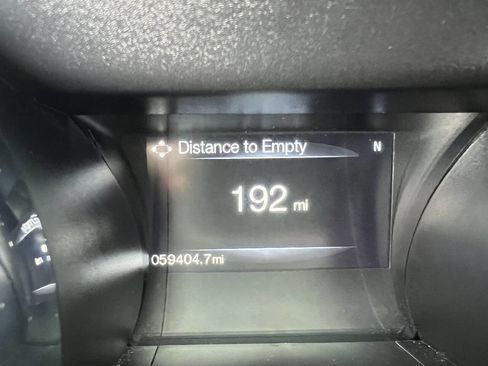 Distance to Empty N
192 mi
059404.7mi